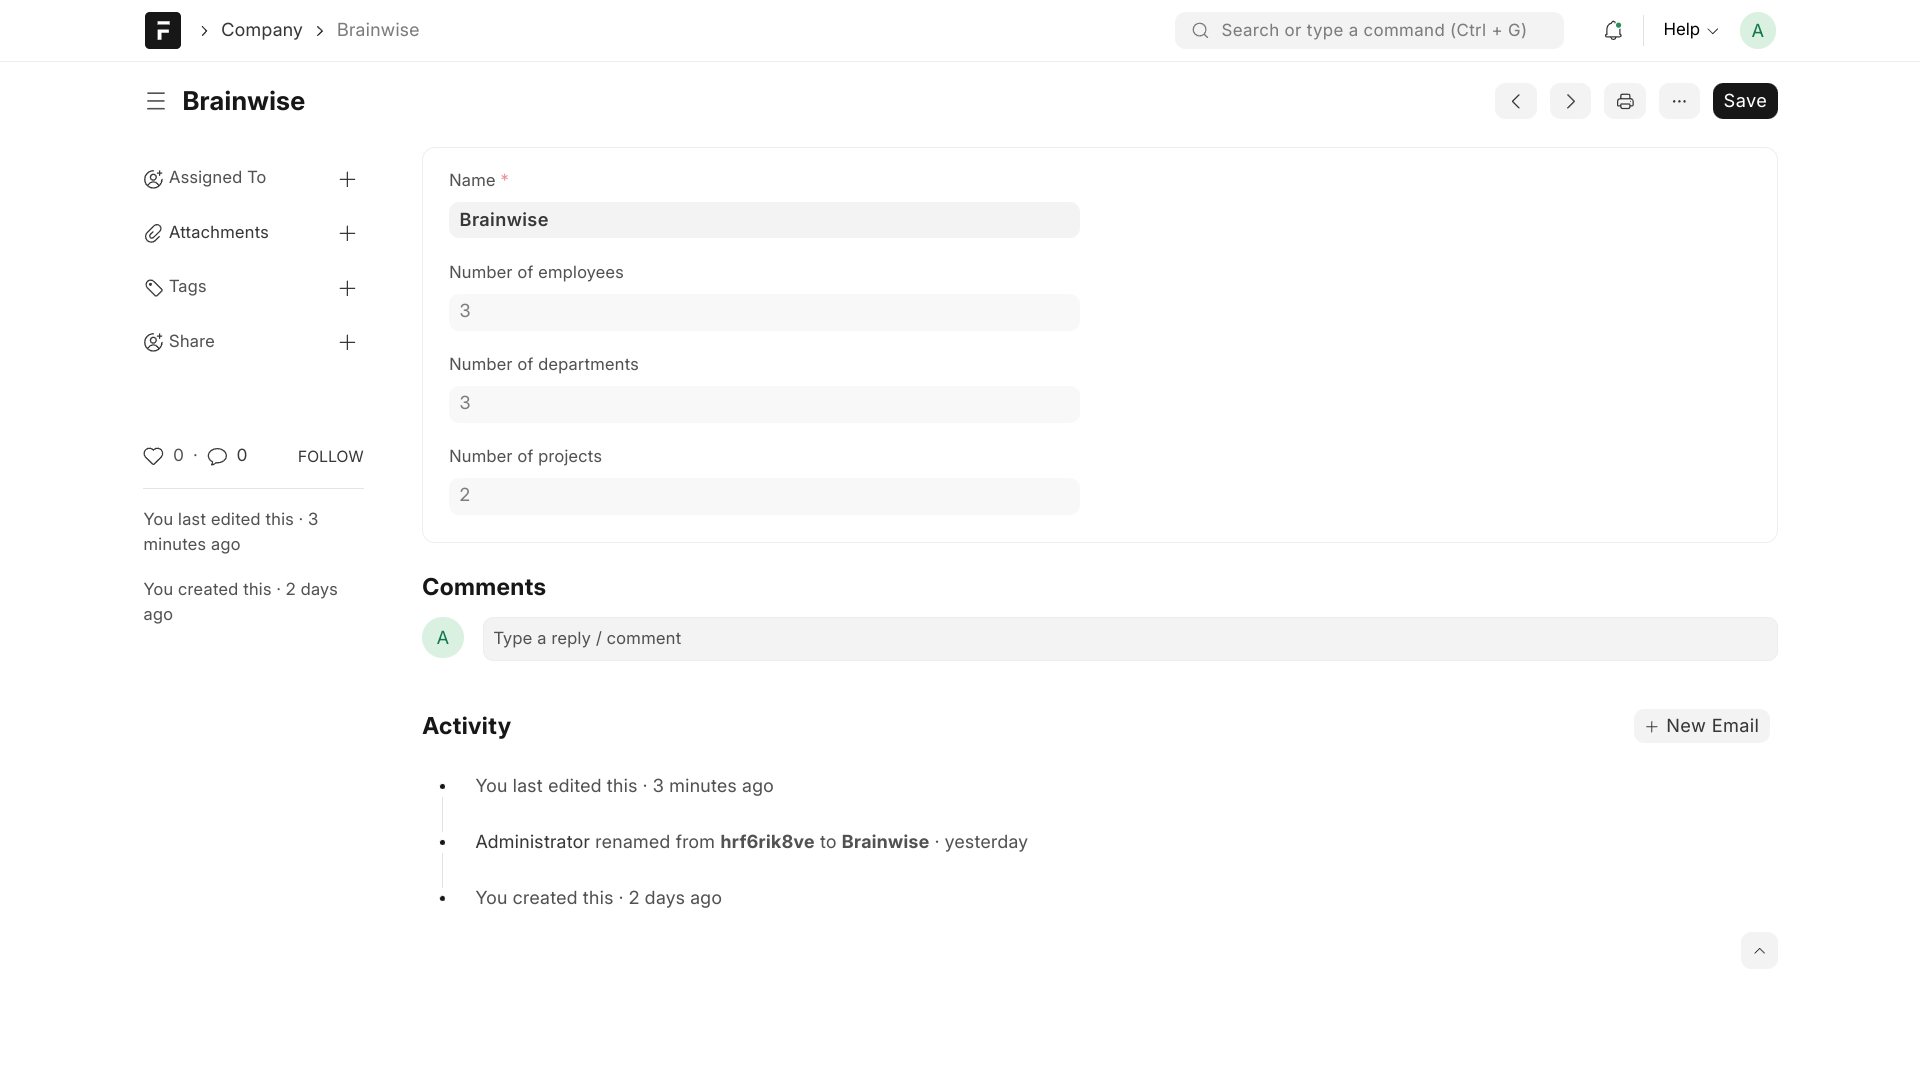 Company
Brainwise
Search or type a command (Ctrl + G)
Help
A
Brainwise
Save
Assigned To
Attachments
Tags
Share
0 · 0
FOLLOW
You last edited this · 3
minutes ago
You created this · 2 days
ago
Name *
Brainwise
Number of employees
3
Number of departments
3
Number of projects
2
Comments
A
Type a reply / comment
Activity
New Email
You last edited this · 3 minutes ago
Administrator renamed from hrf6rik8ve to Brainwise · yesterday
You created this · 2 days ago